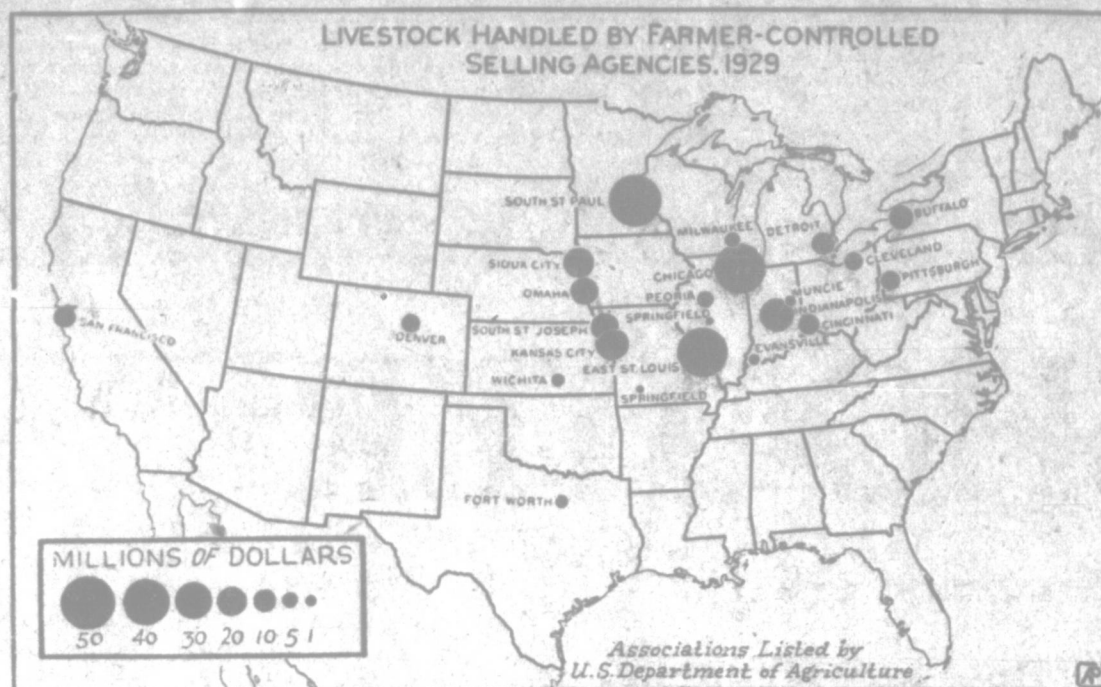 LIVESTOCK HANDLED BY FARMER-CONTROLLED
SELLING AGENCIES, 1929
SOUTH ST PAUL
MILWAUKEE
DETROIT
BUFFALO
SIOUX CITY
CHICAGO
CLEVELAND
PITTSBURGH
OMAHA
PEORIA
MUNCIE
INDIANAPOLIS
SAN FRANCISCO
DENVER
SOUTH ST JOSEPH
SPRINGFIELD
CINCINNATI
KANSAS CITY
EVANSVILLE
EAST ST. LOUIS
WICHITA
SPRINGFIELD
FORT WORTH
MILLIONS OF DOLLARS
50 40 30 20 10 5 1
Associations Listed by
U.S. Department of Agriculture